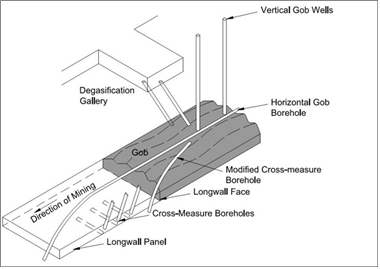 Vertical Gob Wells
Degasification
Gallery
Horizontal Gob
Borehole
Gob
Modified Cross-measure
Borehole
Longwall Face
Direction of Mining
Cross-Measure Boreholes
Longwall Panel